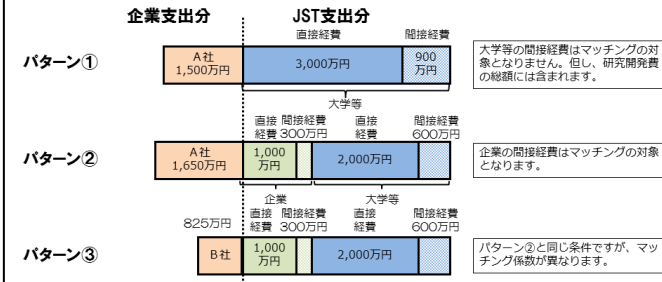 企業支出分 JST支出分
直接経費 間接経費
パターン① A社 1,500万円 3,000万円 900万円
大学等の間接経費はマッチングの対
象となりません。但し、研究開発費
の総額には含まれます。
大学等
直接経費 間接経費 300万円 直接経費 間接経費 600万円
パターン② A社 1,650万円 1,000万円 2,000万円
企業の間接経費はマッチングの対象
となります。
企業 大学等
825万円 直接経費 間接経費 300万円 直接経費 間接経費 600万円
パターン③ B社 1,000万円 2,000万円
パターン②と同じ条件ですが、マッ
チング係数が異なります。